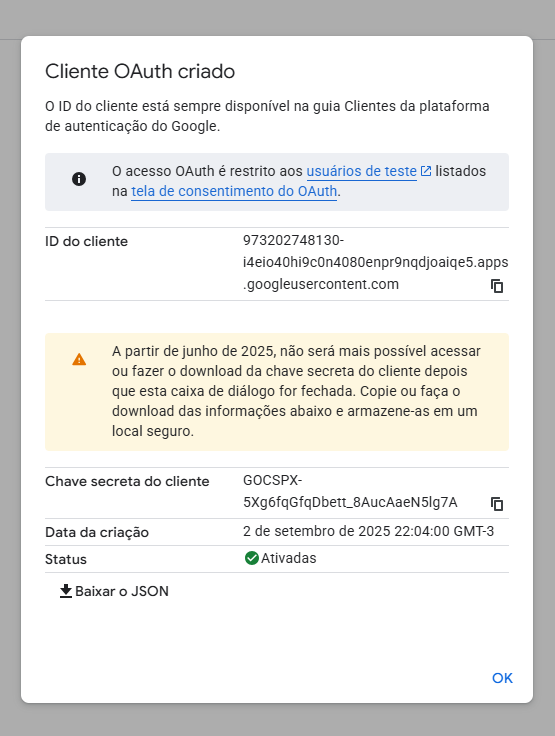 Cliente OAuth criado
O ID do cliente está sempre disponível na guia Clientes da plataforma
de autenticação do Google.
O acesso OAuth é restrito aos usuários de teste listados
na tela de consentimento do OAuth.
ID do cliente
973202748130-
i4eio40hi9c0n4080enpr9nqdjoaiqe5.apps
.googleusercontent.com
A partir de junho de 2025, não será mais possível acessar
ou fazer o download da chave secreta do cliente depois
que esta caixa de diálogo for fechada. Copie ou faça o
download das informações abaixo e armazene-as em um
local seguro.
Chave secreta do cliente
GOCSPX-
5Xg6fqGfqDbett_8AucAaeN5lg7A
Data da criação
2 de setembro de 2025 22:04:00 GMT-3
Status
Ativadas
Baixar o JSON
OK